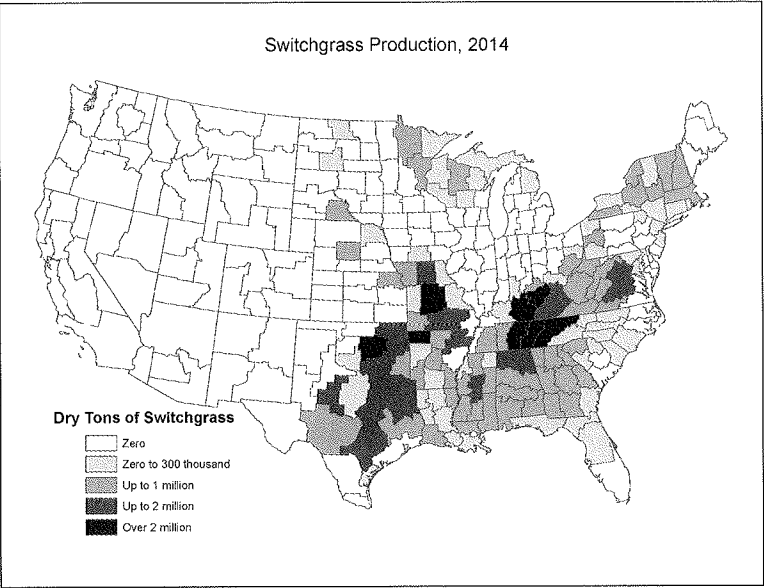 Switchgrass Production, 2014
Dry Tons of Switchgrass
Zero
Zero to 300 thousand
Up to 1 million
Up to 2 million
Over 2 million